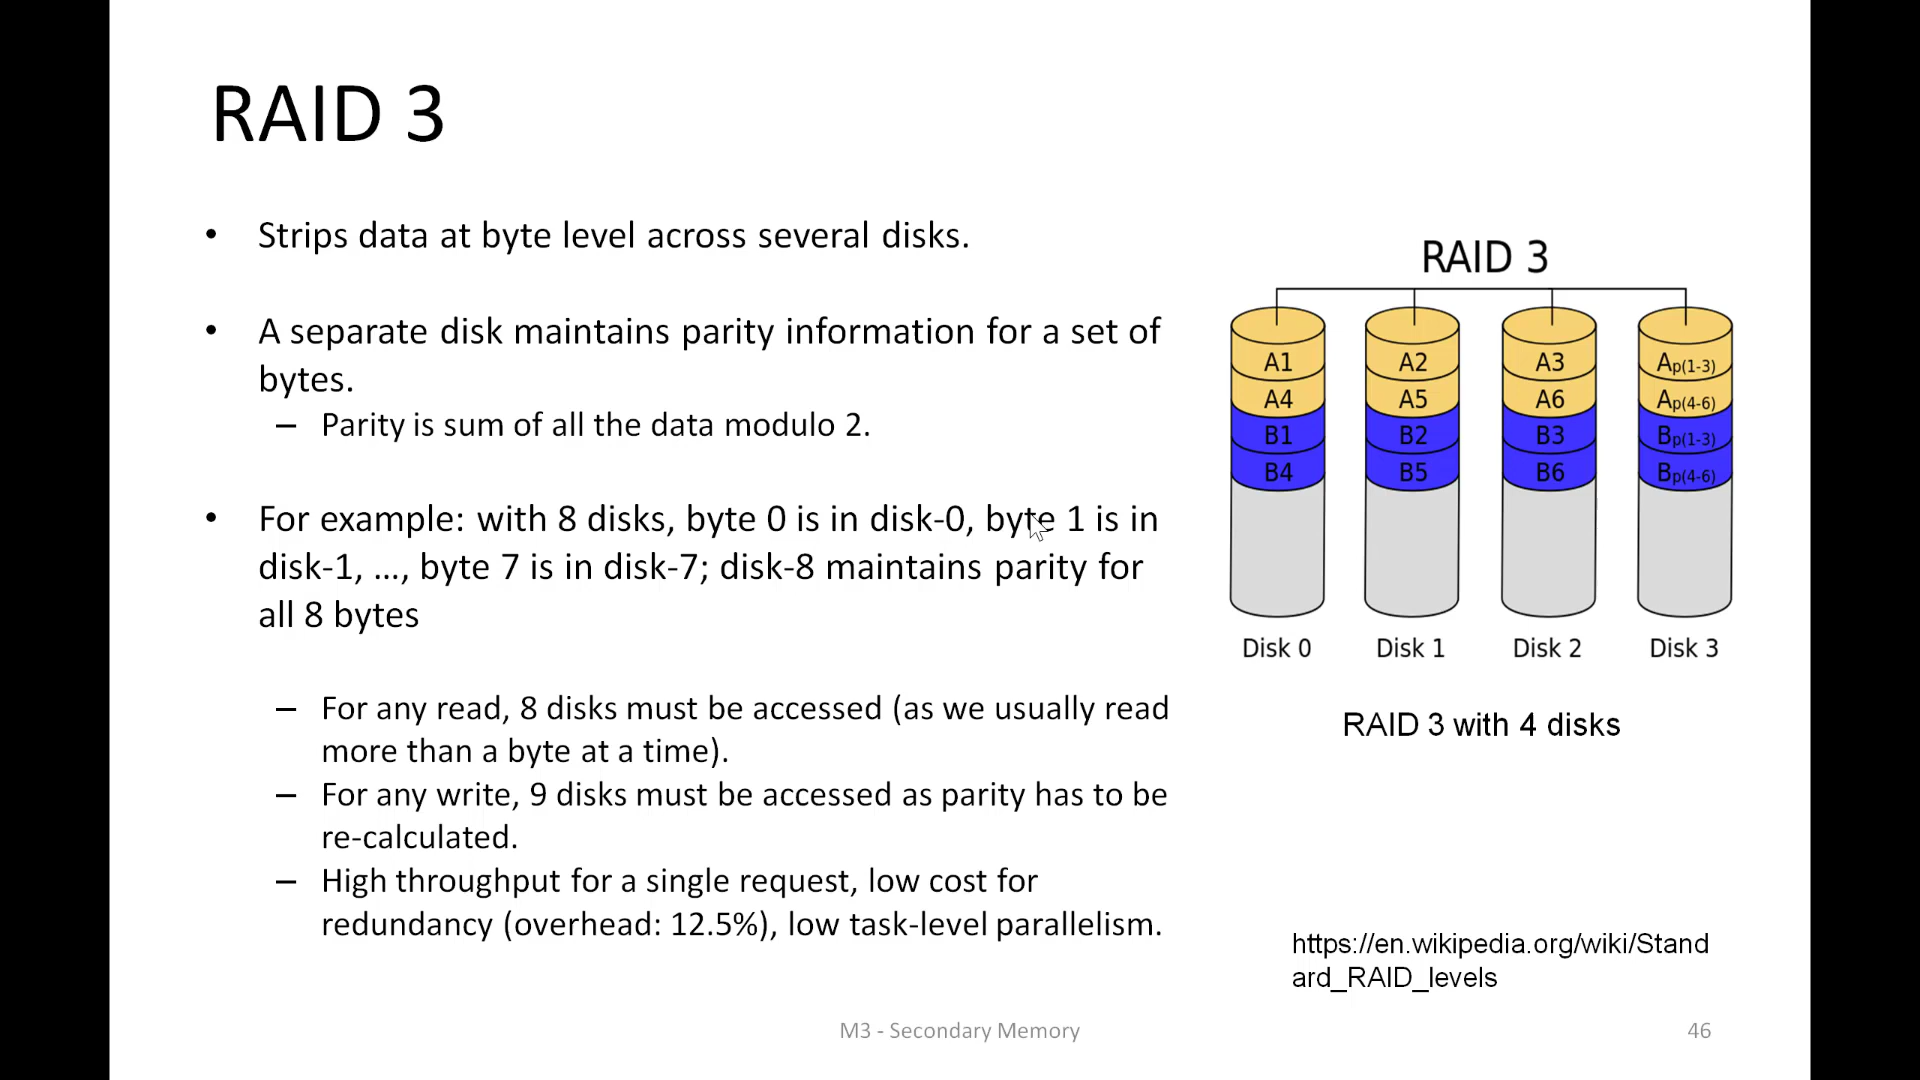 RAID 3
• Strips data at byte level across several disks.
• A separate disk maintains parity information for a set of
bytes.
– Parity is sum of all the data modulo 2.
• For example: with 8 disks, byte 0 is in disk-0, byte 1 is in
disk-1, …, byte 7 is in disk-7; disk-8 maintains parity for
all 8 bytes
– For any read, 8 disks must be accessed (as we usually read
more than a byte at a time).
– For any write, 9 disks must be accessed as parity has to be
re-calculated.
– High throughput for a single request, low cost for
redundancy (overhead: 12.5%), low task-level parallelism.
RAID 3
A1 A2 A3 Ap(1-3)
A4 A5 A6 Ap(4-6)
B1 B2 B3 Bp(1-3)
B4 B5 B6 Bp(4-6)
Disk 0 Disk 1 Disk 2 Disk 3
RAID 3 with 4 disks
https://en.wikipedia.org/wiki/Stand
ard_RAID_levels
M3 - Secondary Memory
46